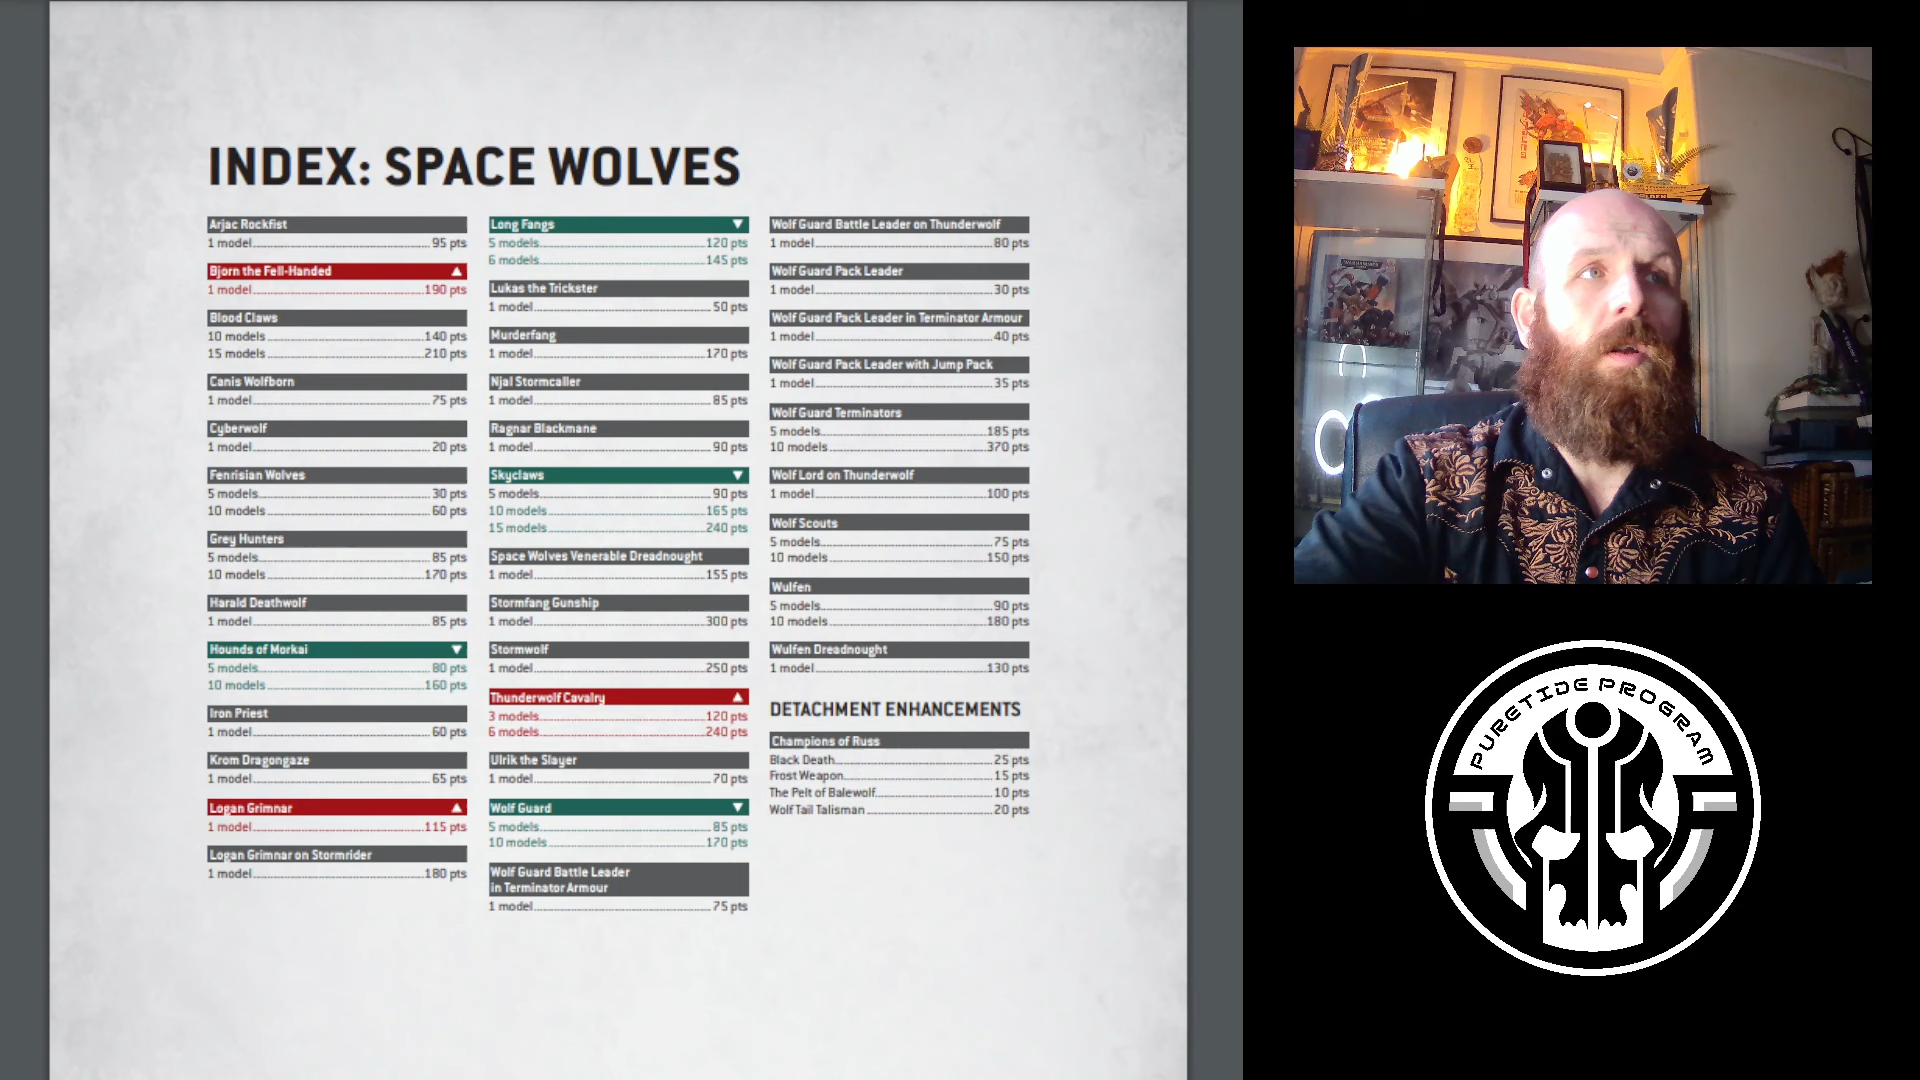 INDEX: SPACE WOLVES
Arjac Rockfist
1 model 95 pts
Bjorn the Fell-Handed ▲
1 model 190 pts
Blood Claws
10 models 140 pts
15 models 210 pts
Canis Wolfborn
1 model 75 pts
Cyberwolf
1 model 20 pts
Fenrisian Wolves
5 models 30 pts
10 models 60 pts
Grey Hunters
5 models 85 pts
10 models 170 pts
Harald Deathwolf
1 model 85 pts
Hounds of Morkai ▼
5 models 80 pts
10 models 160 pts
Iron Priest
1 model 60 pts
Krom Dragongaze
1 model 65 pts
Logan Grimnar ▲
1 model 115 pts
Logan Grimnar on Stormrider
1 model 180 pts
Long Fangs ▼
5 models 120 pts
6 models 145 pts
Lukas the Trickster
1 model 50 pts
Murderfang
1 model 170 pts
Njal Stormcaller
1 model 85 pts
Ragnar Blackmane
1 model 90 pts
Skyclaws ▼
5 models 90 pts
10 models 165 pts
15 models 240 pts
Space Wolves Venerable Dreadnought
1 model 155 pts
Stormfang Gunship
1 model 300 pts
Stormwolf
1 model 250 pts
Thunderwolf Cavalry ▲
3 models 120 pts
6 models 240 pts
Ulrik the Slayer
1 model 70 pts
Wolf Guard ▼
5 models 85 pts
10 models 170 pts
Wolf Guard Battle Leader
in Terminator Armour
1 model 75 pts
Wolf Guard Battle Leader on Thunderwolf
1 model 80 pts
Wolf Guard Pack Leader
1 model 30 pts
Wolf Guard Pack Leader in Terminator Armour
1 model 40 pts
Wolf Guard Pack Leader with Jump Pack
1 model 35 pts
Wolf Guard Terminators
5 models 185 pts
10 models 370 pts
Wolf Lord on Thunderwolf
1 model 100 pts
Wolf Scouts
5 models 75 pts
10 models 150 pts
Wulfen
5 models 90 pts
10 models 180 pts
Wulfen Dreadnought
1 model 130 pts
DETACHMENT ENHANCEMENTS
Champions of Russ
Black Death 25 pts
Frost Weapon 15 pts
The Pelt of Balewolf 10 pts
Wolf Tail Talisman 20 pts
WARHAMMER
PURETIDE PROGRAM